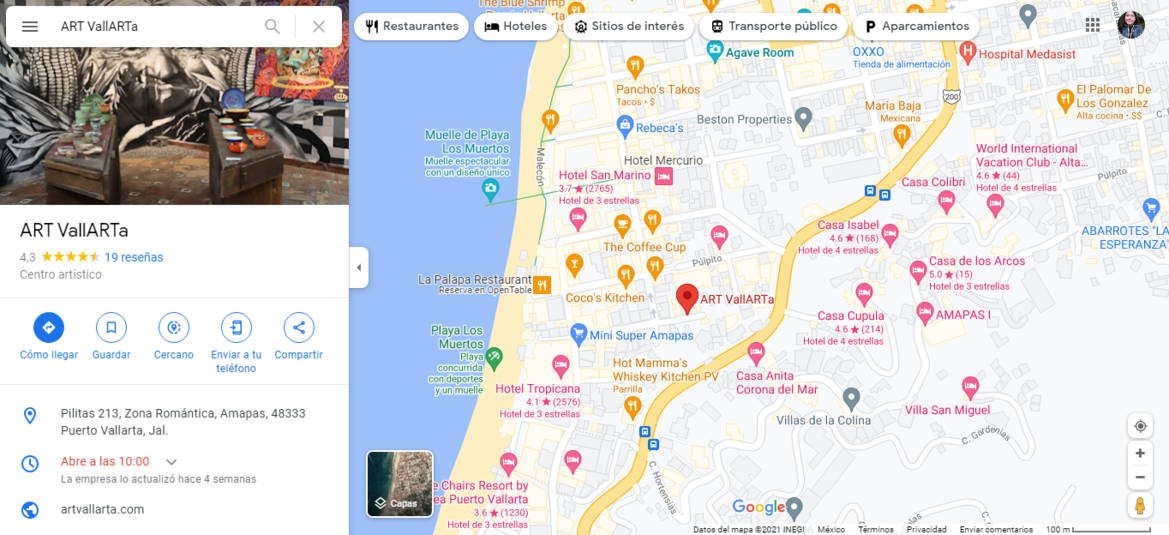 ART VallARTa
ART VallARTa
4,3
19 reseñas
Centro artístico
Cómo llegar
Guardar
Cercano
Enviar a tu
teléfono
Compartir
Pilitas 213, Zona Romántica, Amapas, 48333
Puerto Vallarta, Jal.
Abre a las 10:00
La empresa lo actualizó hace 4 semanas
artvallarta.com
Restaurantes
Hoteles
Sitios de interés
Transporte público
Aparcamientos
The Blue Shrimp
Agave Room
OXXO
Tienda de alimentación
Hospital Medasist
Pancho's Takos
Tacos • $
200
El Palomar De
Los Gonzalez
Alta cocina • $$
Maria Baja
Mexicana
Beston Properties
Rebeca's
Muelle de Playa
Los Muertos
Muelle espectacular
con un diseño único
Malecón
Hotel Mercurio
Hotel San Marino
3.7 ★ (2765)
Hotel de 3 estrellas
World International
Vacation Club - Alta...
4.6 ★ (44)
Hotel de 4 estrellas
Púlpito
Casa Colibri
Casa Isabel
4.6 ★ (168)
Hotel de 4 estrellas
ABARROTES "LA
ESPERANZA"
The Coffee Cup
Púlpito
Casa de los Arcos
5.0 ★ (15)
Hotel de 3 estrellas
La Palapa Restaurant
Reserva en OpenTable
Coco's Kitchen
ART VallARTa
Casa Cupula
4.6 ★ (214)
Hotel de 4 estrellas
AMAPAS I
Mini Super Amapas
Playa Los
Muertos
Playa
concurrida
con deportes
y un muelle
Hot Mamma's
Whiskey Kitchen PV
Parrilla
Casa Anita
Corona del Mar
Hotel Tropicana
4.1 ★ (2576)
Hotel de 3 estrellas
Villa San Miguel
Villas de la Colina
C. Gardenias
C. Hortensias
Chairs Resort by
Puerto Vallarta
3.6 ★ (1230)
Hotel de 3 estrellas
Capas
Google
Datos del mapa ©2021 INEGI
México
Términos
Privacidad
Enviar comentarios
100 m